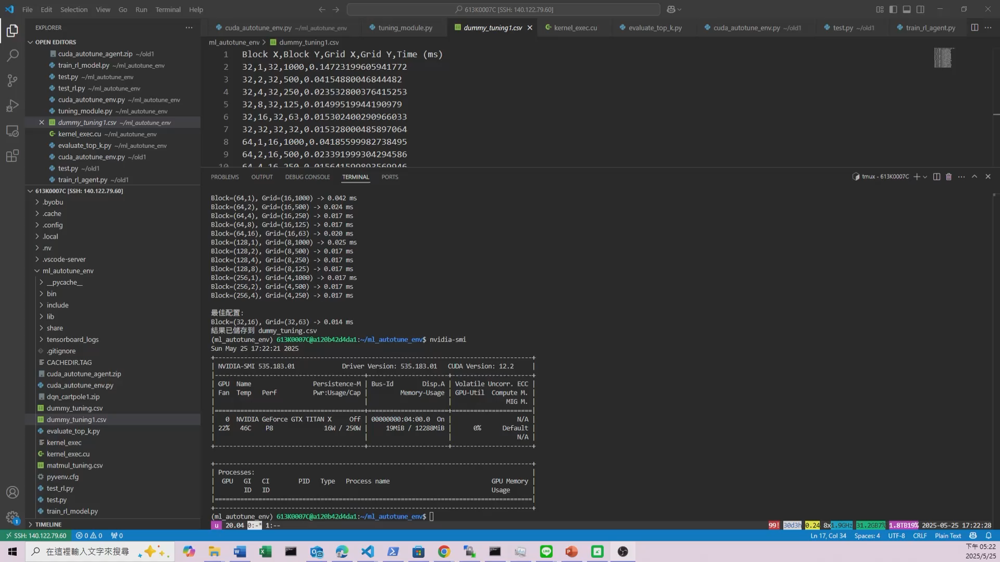 File Edit Selection View Go Run Terminal Help
613K0007C [SSH: 140.122.79.60]
EXPLORER
OPEN EDITORS
cuda_autotune_agent.zip ~/old1
train_rl_model.py ~/ml_autotune_env
test.py ~/ml_autotune_env
test_rl.py ~/ml_autotune_env
cuda_autotune_env.py ~/ml_autotune_env
tuning_module.py ~/ml_autotune_env
dummy_tuning1.csv ~/ml_autotune_env
kernel_exec.cu ~/ml_autotune_env
evaluate_top_k.py ~/ml_autotune_env
cuda_autotune_env.py ~/old1
test.py ~/old1
train_rl_agent.py ~/old1
613K0007C [SSH: 140.122.79.60]
.byobu
.cache
.config
.local
.nv
.vscode-server
ml_autotune_env
__pycache__
bin
include
lib
share
tensorboard_logs
.gitignore
CACHEDIR.TAG
cuda_autotune_agent.zip
cuda_autotune_env.py
dqn_cartpole1.zip
dummy_tuning.csv
dummy_tuning1.csv
evaluate_top_k.py
kernel_exec
kernel_exec.cu
matmul_tuning.csv
pyvenv.cfg
test_rl.py
test.py
train_rl_model.py
TIMELINE
cuda_autotune_env.py ~/ml_autotune_env tuning_module.py dummy_tuning1.csv kernel_exec.cu evaluate_top_k.py cuda_autotune_env.py ~/old1 test.py ~/old1 train_rl_agent.py
ml_autotune_env > dummy_tuning1.csv
1 Block X,Block Y,Grid X,Grid Y,Time (ms)
2 32,1,32,1000,0.14723199605941772
3 32,2,32,500,0.04154880046844482
4 32,4,32,250,0.023532800376415253
5 32,8,32,125,0.01499519944190979
6 32,16,32,63,0.015302400290966033
7 32,32,32,32,0.015328000485897064
8 64,1,16,1000,0.04185599982738495
9 64,2,16,500,0.023391999304294586
10 64,4,16,250,0.015641599893569946
PROBLEMS OUTPUT DEBUG CONSOLE TERMINAL PORTS
tmux - 613K0007C
Block=(64,1), Grid=(16,1000) -> 0.042 ms
Block=(64,2), Grid=(16,500) -> 0.024 ms
Block=(64,4), Grid=(16,250) -> 0.017 ms
Block=(64,8), Grid=(16,125) -> 0.017 ms
Block=(64,16), Grid=(16,63) -> 0.020 ms
Block=(128,1), Grid=(8,1000) -> 0.025 ms
Block=(128,2), Grid=(8,500) -> 0.017 ms
Block=(128,4), Grid=(8,250) -> 0.017 ms
Block=(128,8), Grid=(8,125) -> 0.017 ms
Block=(256,1), Grid=(4,1000) -> 0.017 ms
Block=(256,2), Grid=(4,500) -> 0.017 ms
Block=(256,4), Grid=(4,250) -> 0.017 ms
最佳配置:
Block=(32,16), Grid=(32,63) -> 0.014 ms
結果已儲存到 dummy_tuning.csv
(ml_autotune_env) 613K0007C@a120b42d4da1:~/ml_autotune_env$ nvidia-smi
Sun May 25 17:22:21 2025
NVIDIA-SMI 535.183.01 Driver Version: 535.183.01 CUDA Version: 12.2
GPU Name Persistence-M | Bus-Id Disp.A | Volatile Uncorr. ECC
Fan Temp Perf Pwr:Usage/Cap | Memory-Usage | GPU-Util Compute M.
MIG M.
0 NVIDIA GeForce GTX TITAN X Off | 00000000:04:00.0 On | N/A
22% 46C P8 16W / 250W | 19MiB / 12288MiB | 0% Default
N/A
Processes:
GPU GI CI PID Type Process name GPU Memory
ID ID Usage
(ml_autotune_env) 613K0007C@a120b42d4da1:~/ml_autotune_env$
u 20.04 0:-* 1:-- 99! 30d3h 0.24 8x1.9GHz 31.2GB7% 1.8TB19% 2025-05-25 17:22:28
SSH: 140.122.79.60 0 0 0 Ln 17, Col 34 Spaces: 4 UTF-8 CRLF Plain Text
在這裡輸入文字來搜尋
下午 05:22
2025/5/25